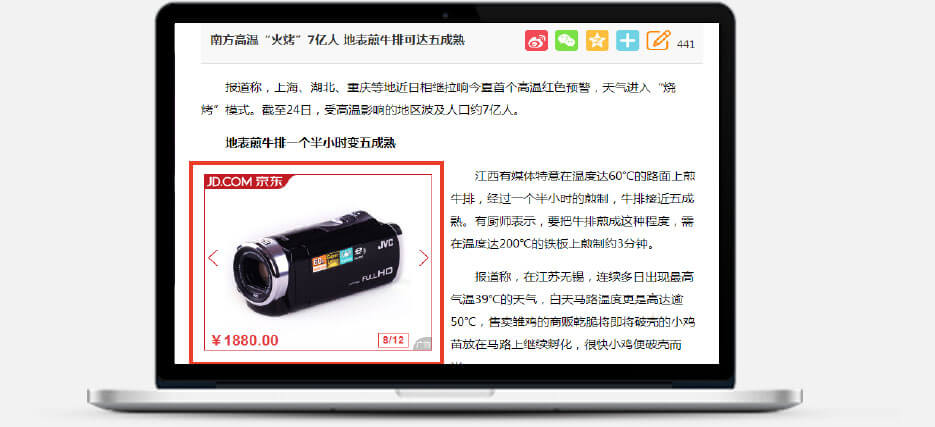 南方高温“火烤”7亿人 地表煎牛排可达五成熟
441
报道称，上海、湖北、重庆等地近日相继拉响今夏首个高温红色预警，天气进入“烧
烤”模式。截至24日，受高温影响的地区波及人口约7亿人。
地表煎牛排一个半小时变五成熟
JD.COM 京东
JVC
FULL HD
￥1880.00
8/12
广告
江西有媒体特意在温度达60℃的路面上煎
牛排，经过一个半小时的煎制，牛排接近五成
熟。有厨师表示，要把牛排煎成这种程度，需
在温度达200℃的铁板上煎制约3分钟。
报道称，在江苏无锡，连续多日出现最高
气温39℃的天气，白天马路温度更是高达逾
50℃，售卖雏鸡的商贩乾脆将即将破壳的小鸡
苗放在马路上继续孵化，很快小鸡便破壳而